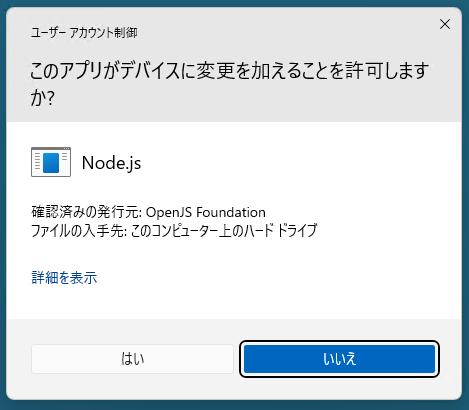 ユーザー アカウント制御
このアプリがデバイスに変更を加えることを許可します
か?
Node.js
確認済みの発行元: OpenJS Foundation
ファイルの入手先: このコンピューター上のハード ドライブ
詳細を表示
はい
いいえ